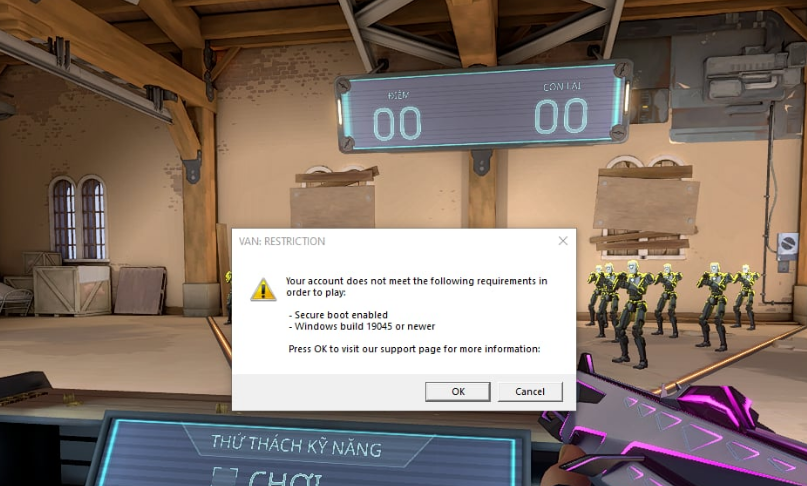 ĐIỂM
CÒN LẠI
00
00
VAN: RESTRICTION
Your account does not meet the following requirements in
order to play:
- Secure boot enabled
- Windows build 19045 or newer
Press OK to visit our support page for more information:
OK
Cancel
THỬ THÁCH KỸ NĂNG
CHƠI